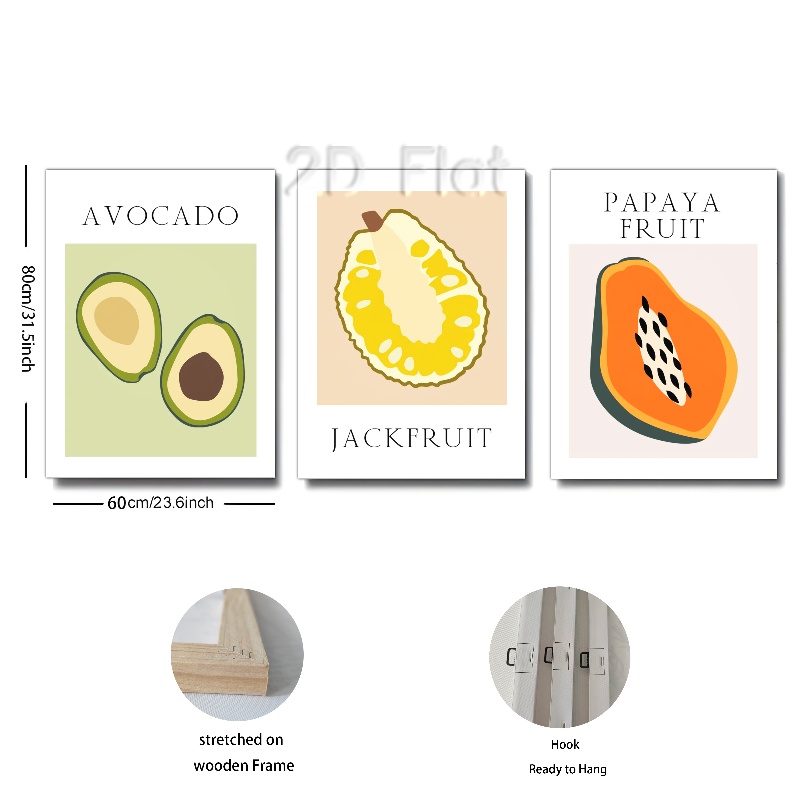 2D Flat
AVOCADO
PAPAYA
FRUIT
JACKFRUIT
80cm/31.5inch
60cm/23.6inch
stretched on
wooden Frame
Hook
Ready to Hang